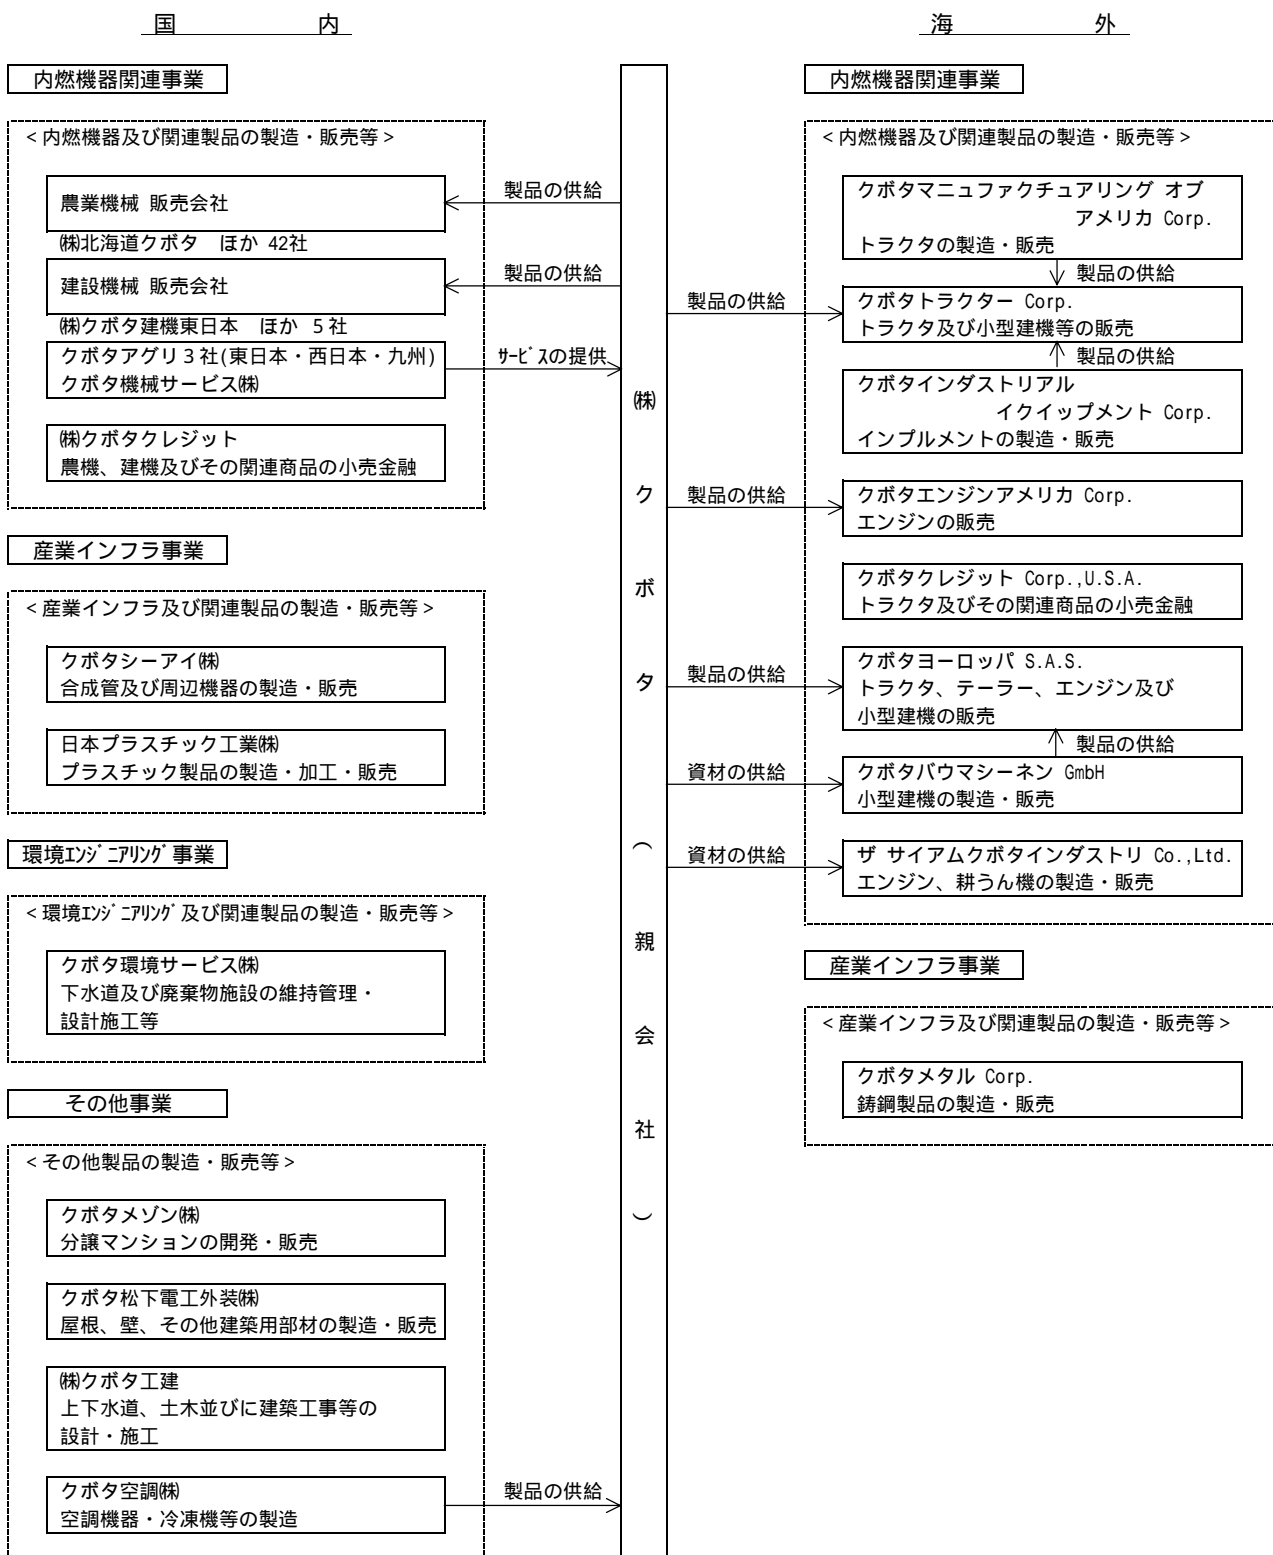 国 内
内燃機器関連事業
<内燃機器及び関連製品の製造・販売等>
農業機械 販売会社
㈱北海道クボタ ほか 42社
建設機械 販売会社
㈱クボタ建機東日本 ほか 5社
クボタアグリ3社(東日本・西日本・九州)
クボタ機械サービス㈱
㈱クボタクレジット
農機、建機及びその関連商品の小売金融
産業インフラ事業
<産業インフラ及び関連製品の製造・販売等>
クボタシーアイ㈱
合成管及び周辺機器の製造・販売
日本プラスチック工業㈱
プラスチック製品の製造・加工・販売
環境ｴﾝｼﾞﾆｱﾘﾝｸﾞ事業
<環境ｴﾝｼﾞﾆｱﾘﾝｸﾞ及び関連製品の製造・販売等>
クボタ環境サービス㈱
下水道及び廃棄物施設の維持管理・
設計施工等
その他事業
<その他製品の製造・販売等>
クボタメゾン㈱
分譲マンションの開発・販売
クボタ松下電工外装㈱
屋根、壁、その他建築用部材の製造・販売
㈱クボタ工建
上下水道、土木並びに建築工事等の
設計・施工
クボタ空調㈱
空調機器・冷凍機等の製造
製品の供給
製品の供給
ｻｰﾋﾞｽの提供
製品の供給
㈱クボタ(親会社)
製品の供給
製品の供給
製品の供給
資材の供給
資材の供給
海 外
内燃機器関連事業
<内燃機器及び関連製品の製造・販売等>
クボタマニュファクチュアリング オブ
アメリカ Corp.
トラクタの製造・販売
製品の供給
クボタトラクター Corp.
トラクタ及び小型建機等の販売
製品の供給
クボタインダストリアル
イクイップメント Corp.
インプルメントの製造・販売
クボタエンジンアメリカ Corp.
エンジンの販売
クボタクレジット Corp.,U.S.A.
トラクタ及びその関連商品の小売金融
クボタヨーロッパ S.A.S.
トラクタ、テーラー、エンジン及び
小型建機の販売
製品の供給
クボタバウマシーネン GmbH
小型建機の製造・販売
ザ サイアムクボタインダストリ Co.,Ltd.
エンジン、耕うん機の製造・販売
産業インフラ事業
<産業インフラ及び関連製品の製造・販売等>
クボタメタル Corp.
鋳鋼製品の製造・販売